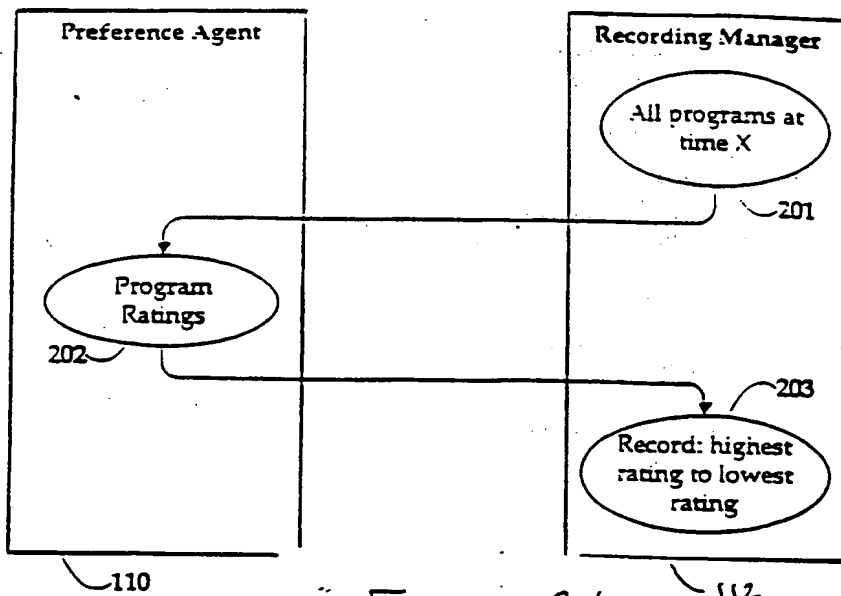 Preference Agent
Recording Manager
All programs at
time X
201
Program
Ratings
202
203
Record: highest
rating to lowest
rating
110